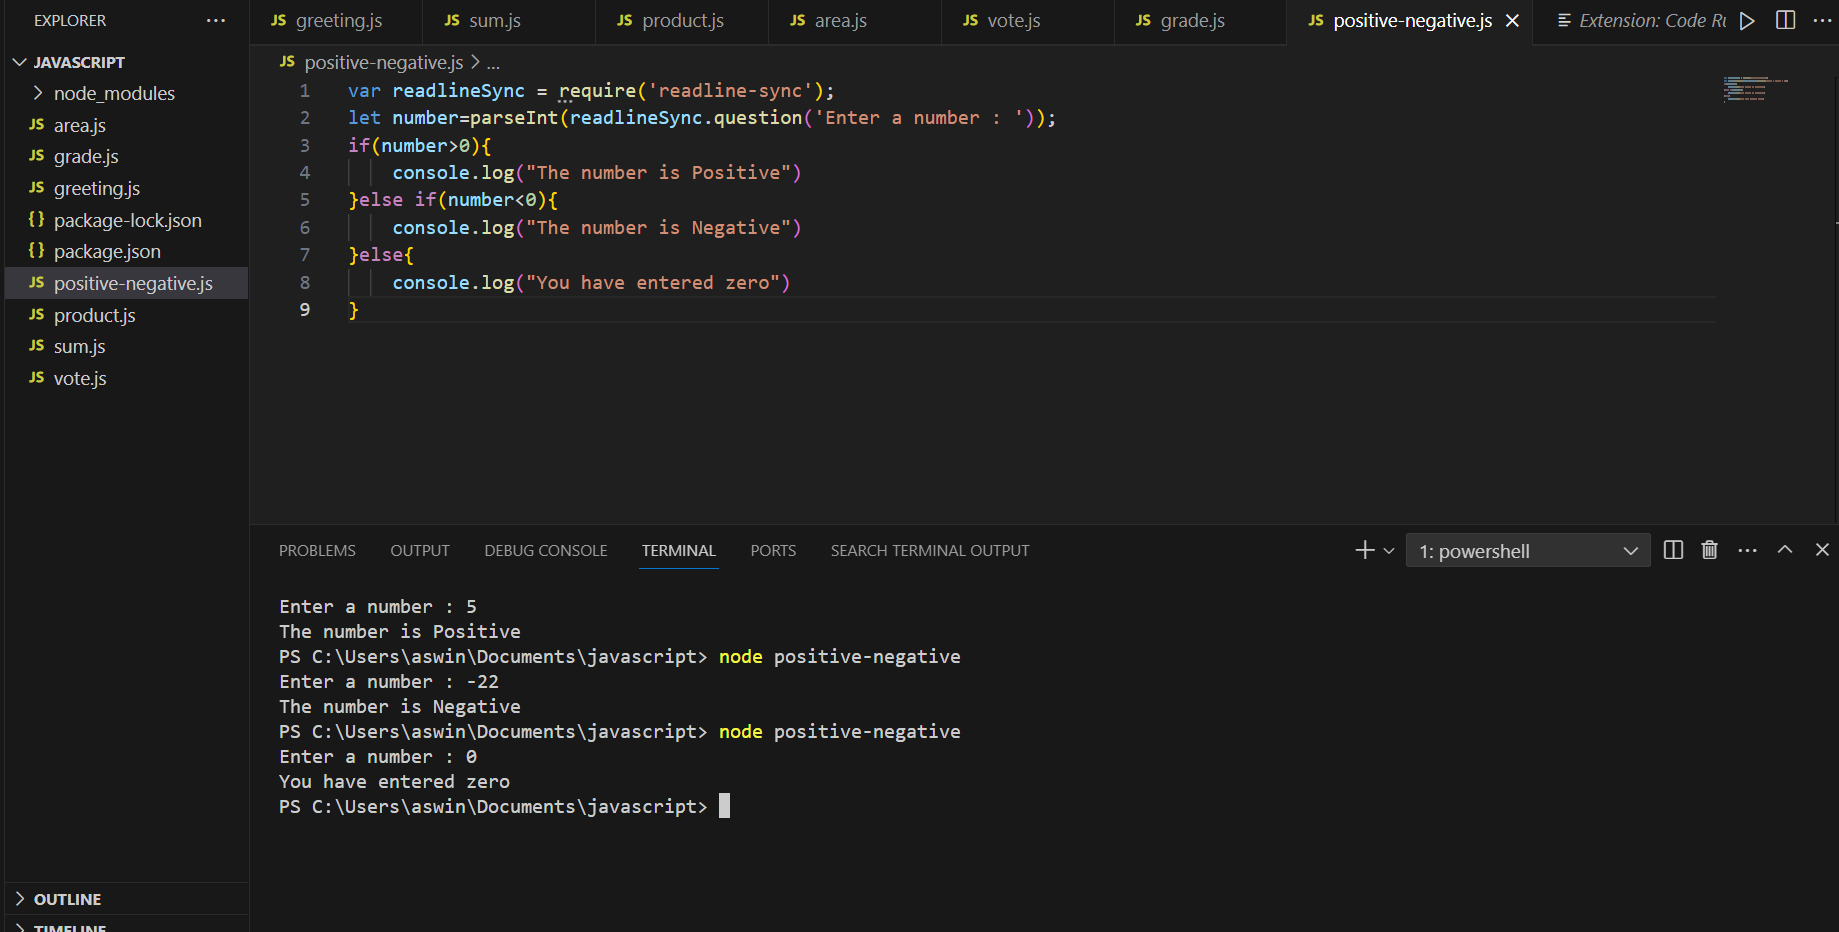 EXPLORER
JAVASCRIPT
node_modules
JS area.js
JS grade.js
JS greeting.js
{} package-lock.json
{} package.json
JS positive-negative.js
JS product.js
JS sum.js
JS vote.js
OUTLINE
TIMELINE
JS greeting.js JS sum.js JS product.js JS area.js JS vote.js JS grade.js JS positive-negative.js Extension: Code Ru
JS positive-negative.js > ...
1 var readlineSync = require('readline-sync');
2 let number=parseInt(readlineSync.question('Enter a number : '));
3 if(number>0){
4 console.log("The number is Positive")
5 }else if(number<0){
6 console.log("The number is Negative")
7 }else{
8 console.log("You have entered zero")
9 }
PROBLEMS OUTPUT DEBUG CONSOLE TERMINAL PORTS SEARCH TERMINAL OUTPUT 1: powershell
Enter a number : 5
The number is Positive
PS C:\Users\aswin\Documents\javascript> node positive-negative
Enter a number : -22
The number is Negative
PS C:\Users\aswin\Documents\javascript> node positive-negative
Enter a number : 0
You have entered zero
PS C:\Users\aswin\Documents\javascript>